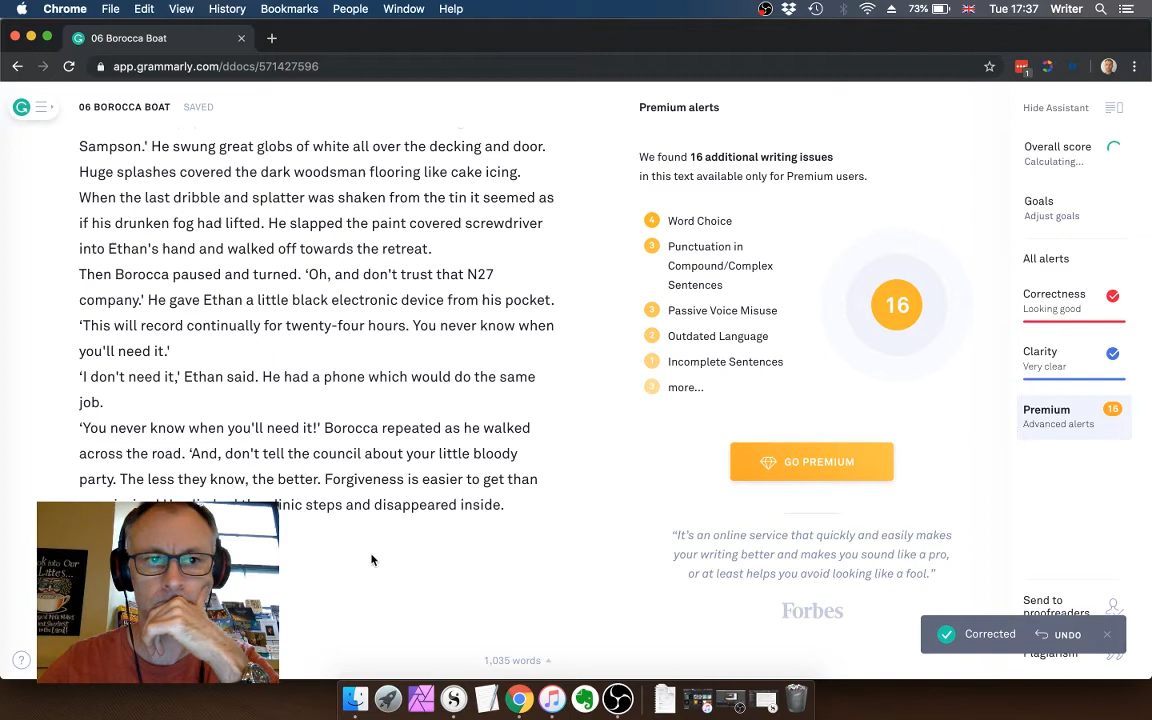 Chrome File Edit View History Bookmarks People Window Help 73% Tue 17:37 Writer
06 Borocca Boat
app.grammarly.com/ddocs/571427596
06 BOROCCA BOAT SAVED
Sampson.' He swung great globs of white all over the decking and door.
Huge splashes covered the dark woodsman flooring like cake icing.
When the last dribble and splatter was shaken from the tin it seemed as
if his drunken fog had lifted. He slapped the paint covered screwdriver
into Ethan's hand and walked off towards the retreat.
Then Borocca paused and turned. ‘Oh, and don't trust that N27
company.' He gave Ethan a little black electronic device from his pocket.
‘This will record continually for twenty-four hours. You never know when
you'll need it.'
‘I don't need it,' Ethan said. He had a phone which would do the same
job.
‘You never know when you'll need it!' Borocca repeated as he walked
across the road. ‘And, don't tell the council about your little bloody
party. The less they know, the better. Forgiveness is easier to get than
steps and disappeared inside.
1,035 words
Premium alerts
We found 16 additional writing issues
in this text available only for Premium users.
4 Word Choice
3 Punctuation in
Compound/Complex
Sentences
3 Passive Voice Misuse
2 Outdated Language
1 Incomplete Sentences
3 more...
16
GO PREMIUM
“It's an online service that quickly and easily makes
your writing better and makes you sound like a pro,
or at least helps you avoid looking like a fool.”
Forbes
Hide Assistant
Overall score
Calculating...
Goals
Adjust goals
All alerts
Correctness
Looking good
Clarity
Very clear
Premium 16
Advanced alerts
Send to
proofreaders
Corrected UNDO
Plagiarism